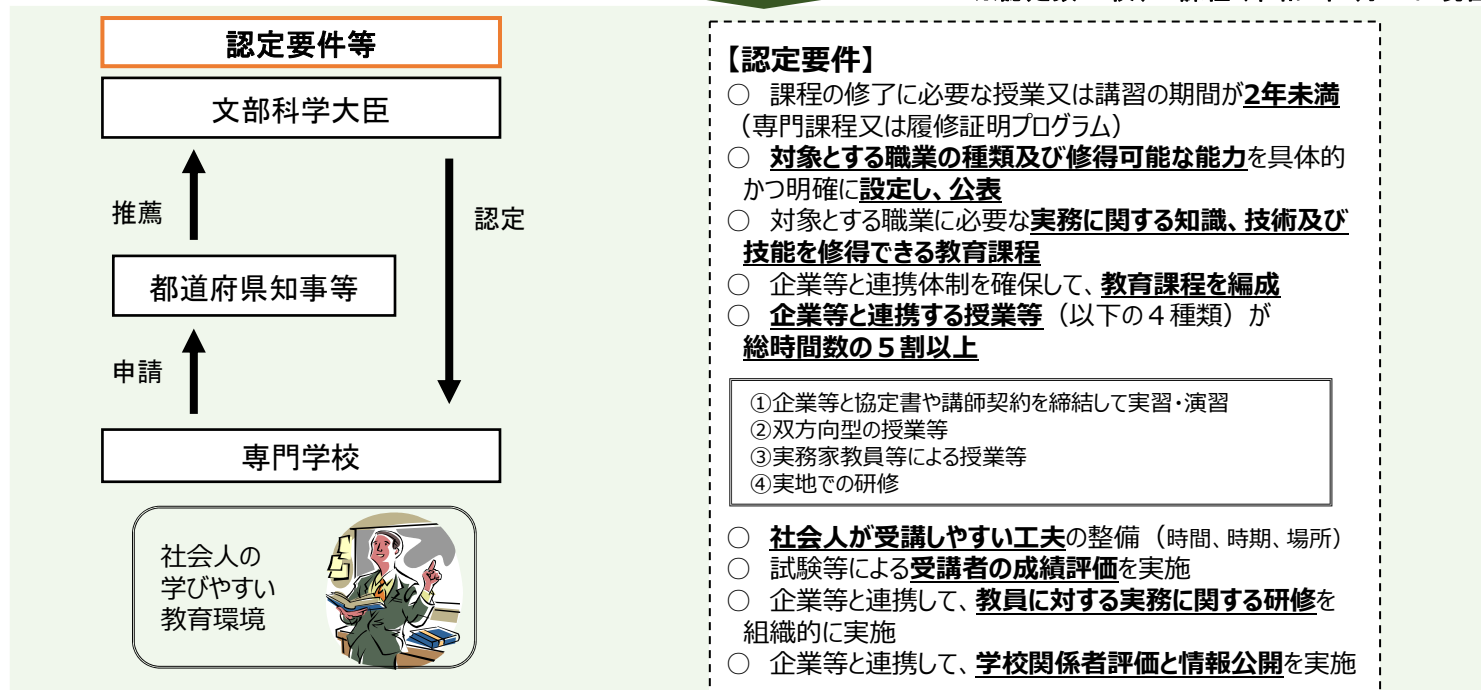 認定要件等
文部科学大臣
推薦
認定
都道府県知事等
申請
専門学校
社会人の
学びやすい
教育環境
【認定要件】
○ 課程の修了に必要な授業又は講習の期間が2年未満
（専門課程又は履修証明プログラム）
○ 対象とする職業の種類及び修得可能な能力を具体的
かつ明確に設定し、公表
○ 対象とする職業に必要な実務に関する知識、技術及び
技能を修得できる教育課程
○ 企業等と連携体制を確保して、教育課程を編成
○ 企業等と連携する授業等（以下の４種類）が
総時間数の５割以上
①企業等と協定書や講師契約を締結して実習・演習
②双方向型の授業等
③実務家教員等による授業等
④実地での研修
○ 社会人が受講しやすい工夫の整備（時間、時期、場所）
○ 試験等による受講者の成績評価を実施
○ 企業等と連携して、教員に対する実務に関する研修を
組織的に実施
○ 企業等と連携して、学校関係者評価と情報公開を実施